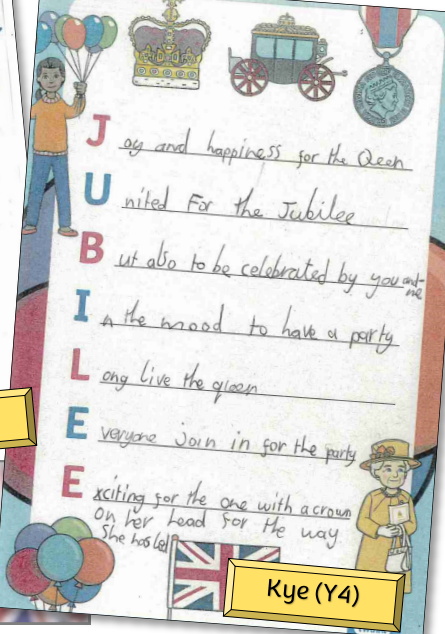 Joy and happiness for the Queen
United For the Jubilee
But also to be celebrated by you and me
In the mood to have a party
Long live the qleen
Everyone join in for the party
Exciting for the one with a crown
On her head for the way
She has led
Kye (Y4)